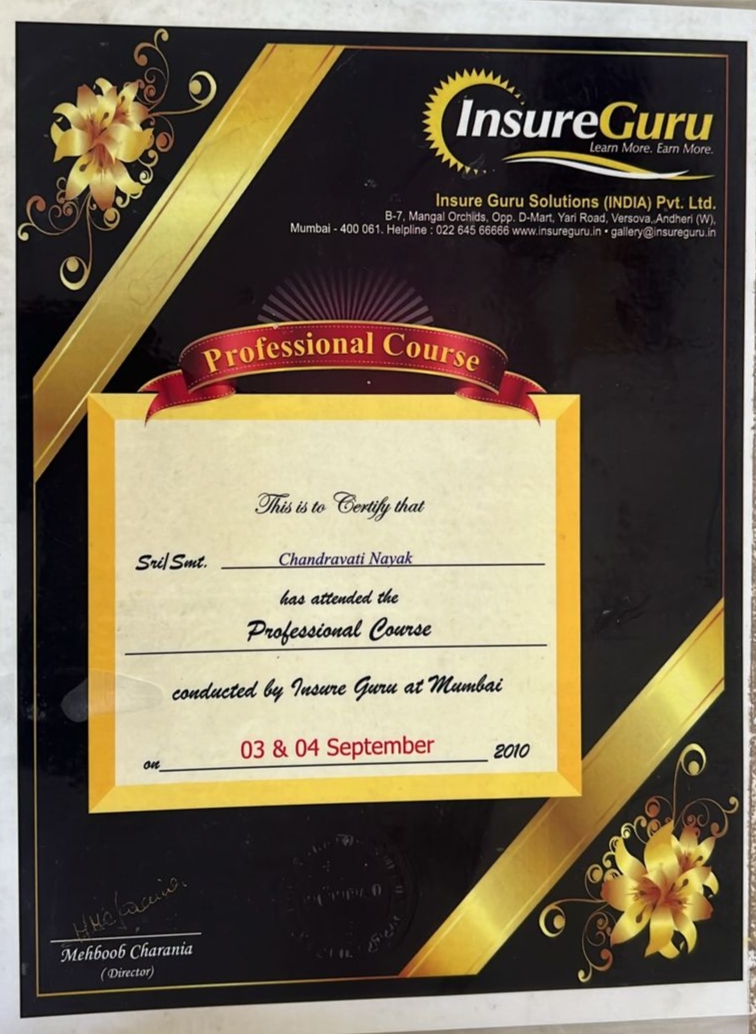 InsureGuru
Learn More. Earn More.
Insure Guru Solutions (INDIA) Pvt. Ltd.
B-7, Mangal Orchids, Opp. D-Mart, Yari Road, Versova, Andheri (W),
Mumbai - 400 061. Helpline : 022 645 66666 www.insureguru.in • gallery@insureguru.in
Professional Course
This is to Certify that
Sri/Smt. Chandravati Nayak
has attended the
Professional Course
conducted by Insure Guru at Mumbai
on 03 & 04 September 2010
Mehboob Charania
(Director)